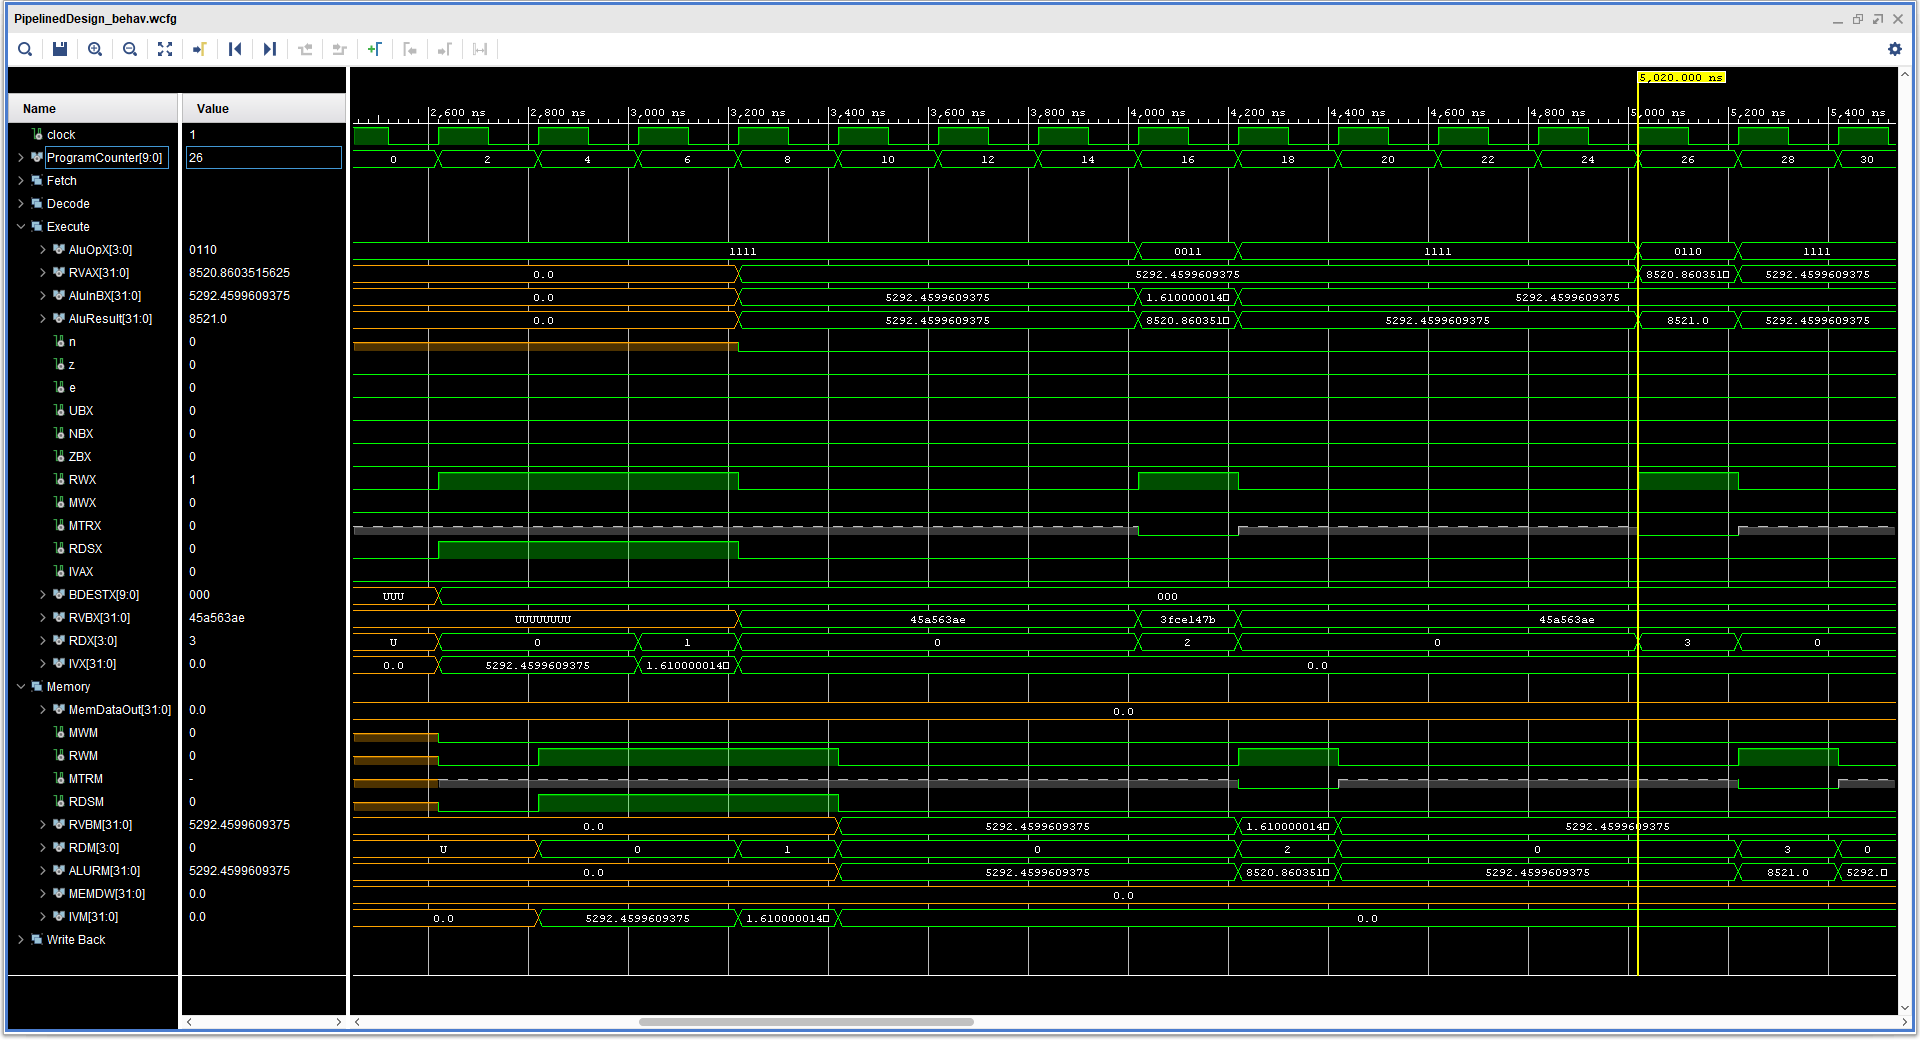 PipelinedDesign_behav.wcfg
5,020.000 ns
Name Value
2,600 ns 2,800 ns 3,000 ns 3,200 ns 3,400 ns 3,600 ns 3,800 ns 4,000 ns 4,200 ns 4,400 ns 4,600 ns 4,800 ns 5,000 ns 5,200 ns 5,400 ns
clock 1
ProgramCounter[9:0] 26 0 2 4 6 8 10 12 14 16 18 20 22 24 26 28 30
Fetch
Decode
Execute
AluOpX[3:0] 0110 1111 0011 1111 0110 1111
RVAX[31:0] 8520.8603515625 0.0 5292.4599609375 8520.860351□ 5292.4599609375
AluInBX[31:0] 5292.4599609375 0.0 5292.4599609375 1.610000014□ 5292.4599609375
AluResult[31:0] 8521.0 0.0 5292.4599609375 8520.860351□ 5292.4599609375 8521.0 5292.4599609375
n 0
z 0
e 0
UBX 0
NBX 0
ZBX 0
RWX 1
MWX 0
MTRX 0
RDSX 0
IVAX 0
BDESTX[9:0] 000 UUU 000
RVBX[31:0] 45a563ae UUUUUUUU 45a563ae 3fce147b 45a563ae
RDX[3:0] 3 U 0 1 0 2 0 3 0
IVX[31:0] 0.0 0.0 5292.4599609375 1.610000014□ 0.0
Memory
MemDataOut[31:0] 0.0 0.0
MWM 0
RWM 0
MTRM -
RDSM 0
RVBM[31:0] 5292.4599609375 0.0 5292.4599609375 1.610000014□ 5292.4599609375
RDM[3:0] 0 U 0 1 0 2 0 3 0
ALURM[31:0] 5292.4599609375 0.0 5292.4599609375 8520.860351□ 5292.4599609375 8521.0 5292.□
MEMDW[31:0] 0.0 0.0
IVM[31:0] 0.0 0.0 5292.4599609375 1.610000014□ 0.0
Write Back